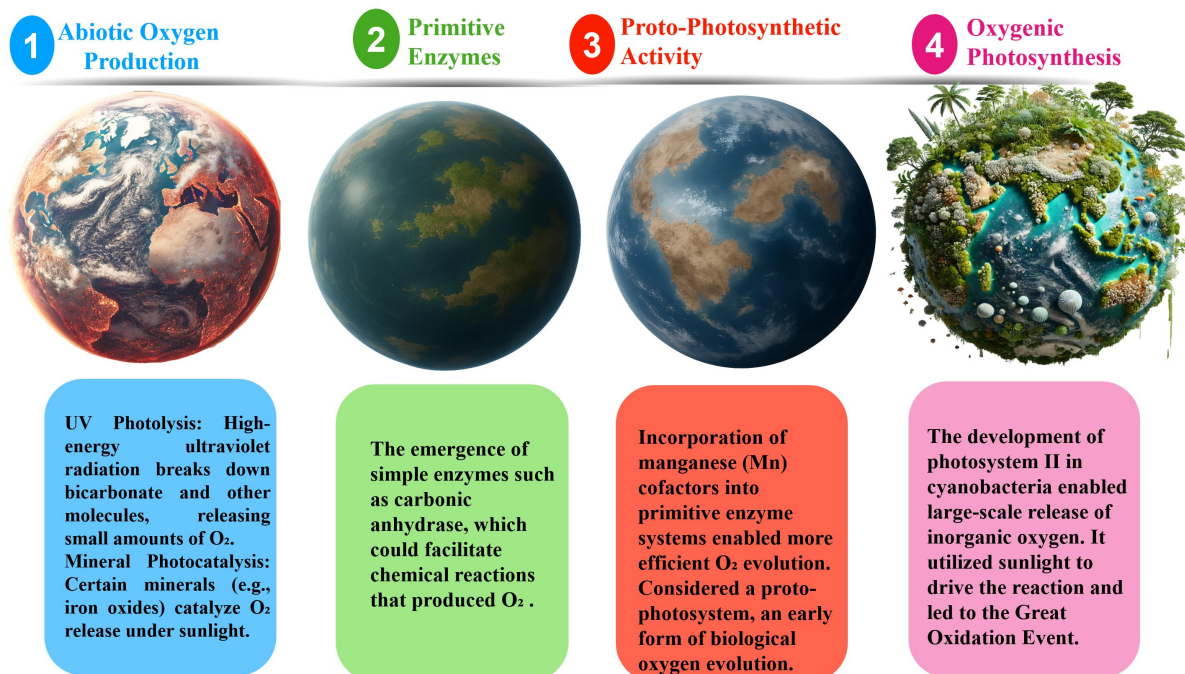 1
Abiotic Oxygen
Production
2
Primitive
Enzymes
3
Proto-Photosynthetic
Activity
4
Oxygenic
Photosynthesis
UV Photolysis: High-
energy ultraviolet
radiation breaks down
bicarbonate and other
molecules, releasing
small amounts of O₂.
Mineral Photocatalysis:
Certain minerals (e.g.,
iron oxides) catalyze O₂
release under sunlight.
The emergence of
simple enzymes such
as carbonic
anhydrase, which
could facilitate
chemical reactions
that produced O₂ .
Incorporation of
manganese (Mn)
cofactors into
primitive enzyme
systems enabled more
efficient O₂ evolution.
Considered a proto-
photosystem, an early
form of biological
oxygen evolution.
The development of
photosystem II in
cyanobacteria enabled
large-scale release of
inorganic oxygen. It
utilized sunlight to
drive the reaction and
led to the Great
Oxidation Event.